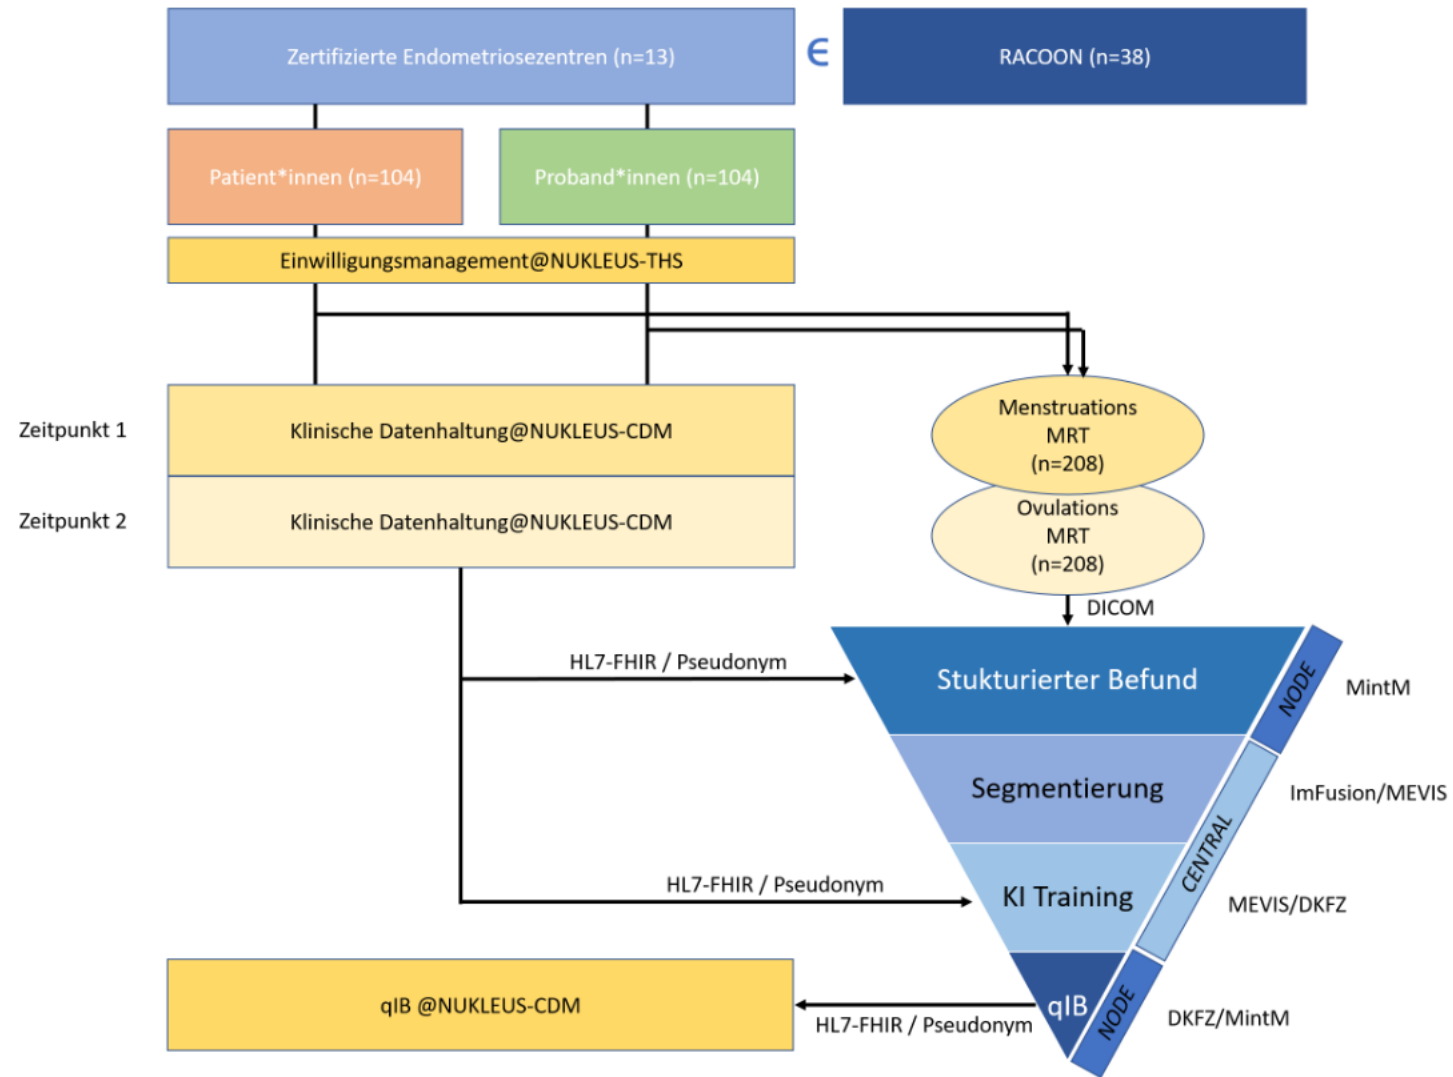 Zertifizierte Endometriosezentren (n=13)
ϵ
RACOON (n=38)
Patient*innen (n=104)
Proband*innen (n=104)
Einwilligungsmanagement@NUKLEUS-THS
Zeitpunkt 1
Klinische Datenhaltung@NUKLEUS-CDM
Menstruations
MRT
(n=208)
Zeitpunkt 2
Klinische Datenhaltung@NUKLEUS-CDM
Ovulations
MRT
(n=208)
DICOM
HL7-FHIR / Pseudonym
Stukturierter Befund
NODE
MintM
Segmentierung
ImFusion/MEVIS
CENTRAL
HL7-FHIR / Pseudonym
KI Training
MEVIS/DKFZ
qIB @NUKLEUS-CDM
HL7-FHIR / Pseudonym
qIB
NODE
DKFZ/MintM